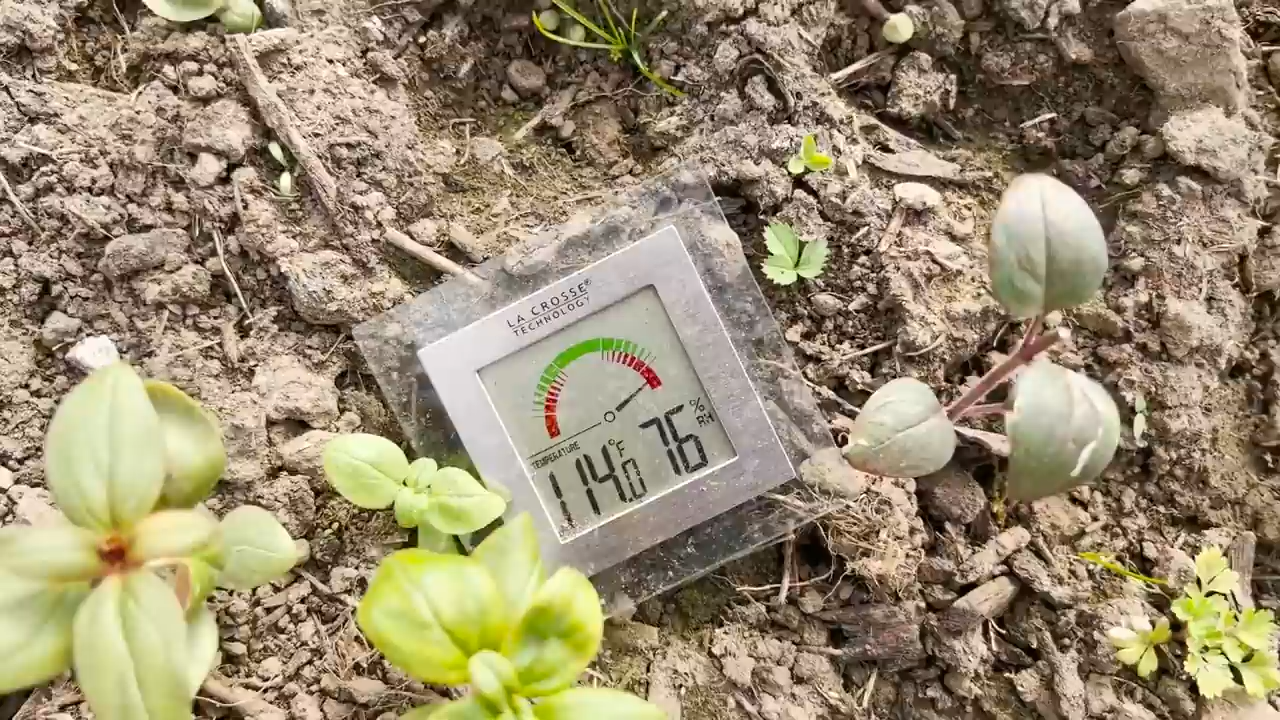 LA CROSSE®
TECHNOLOGY
TEMPERATURE
114.0 °F
76 % RH